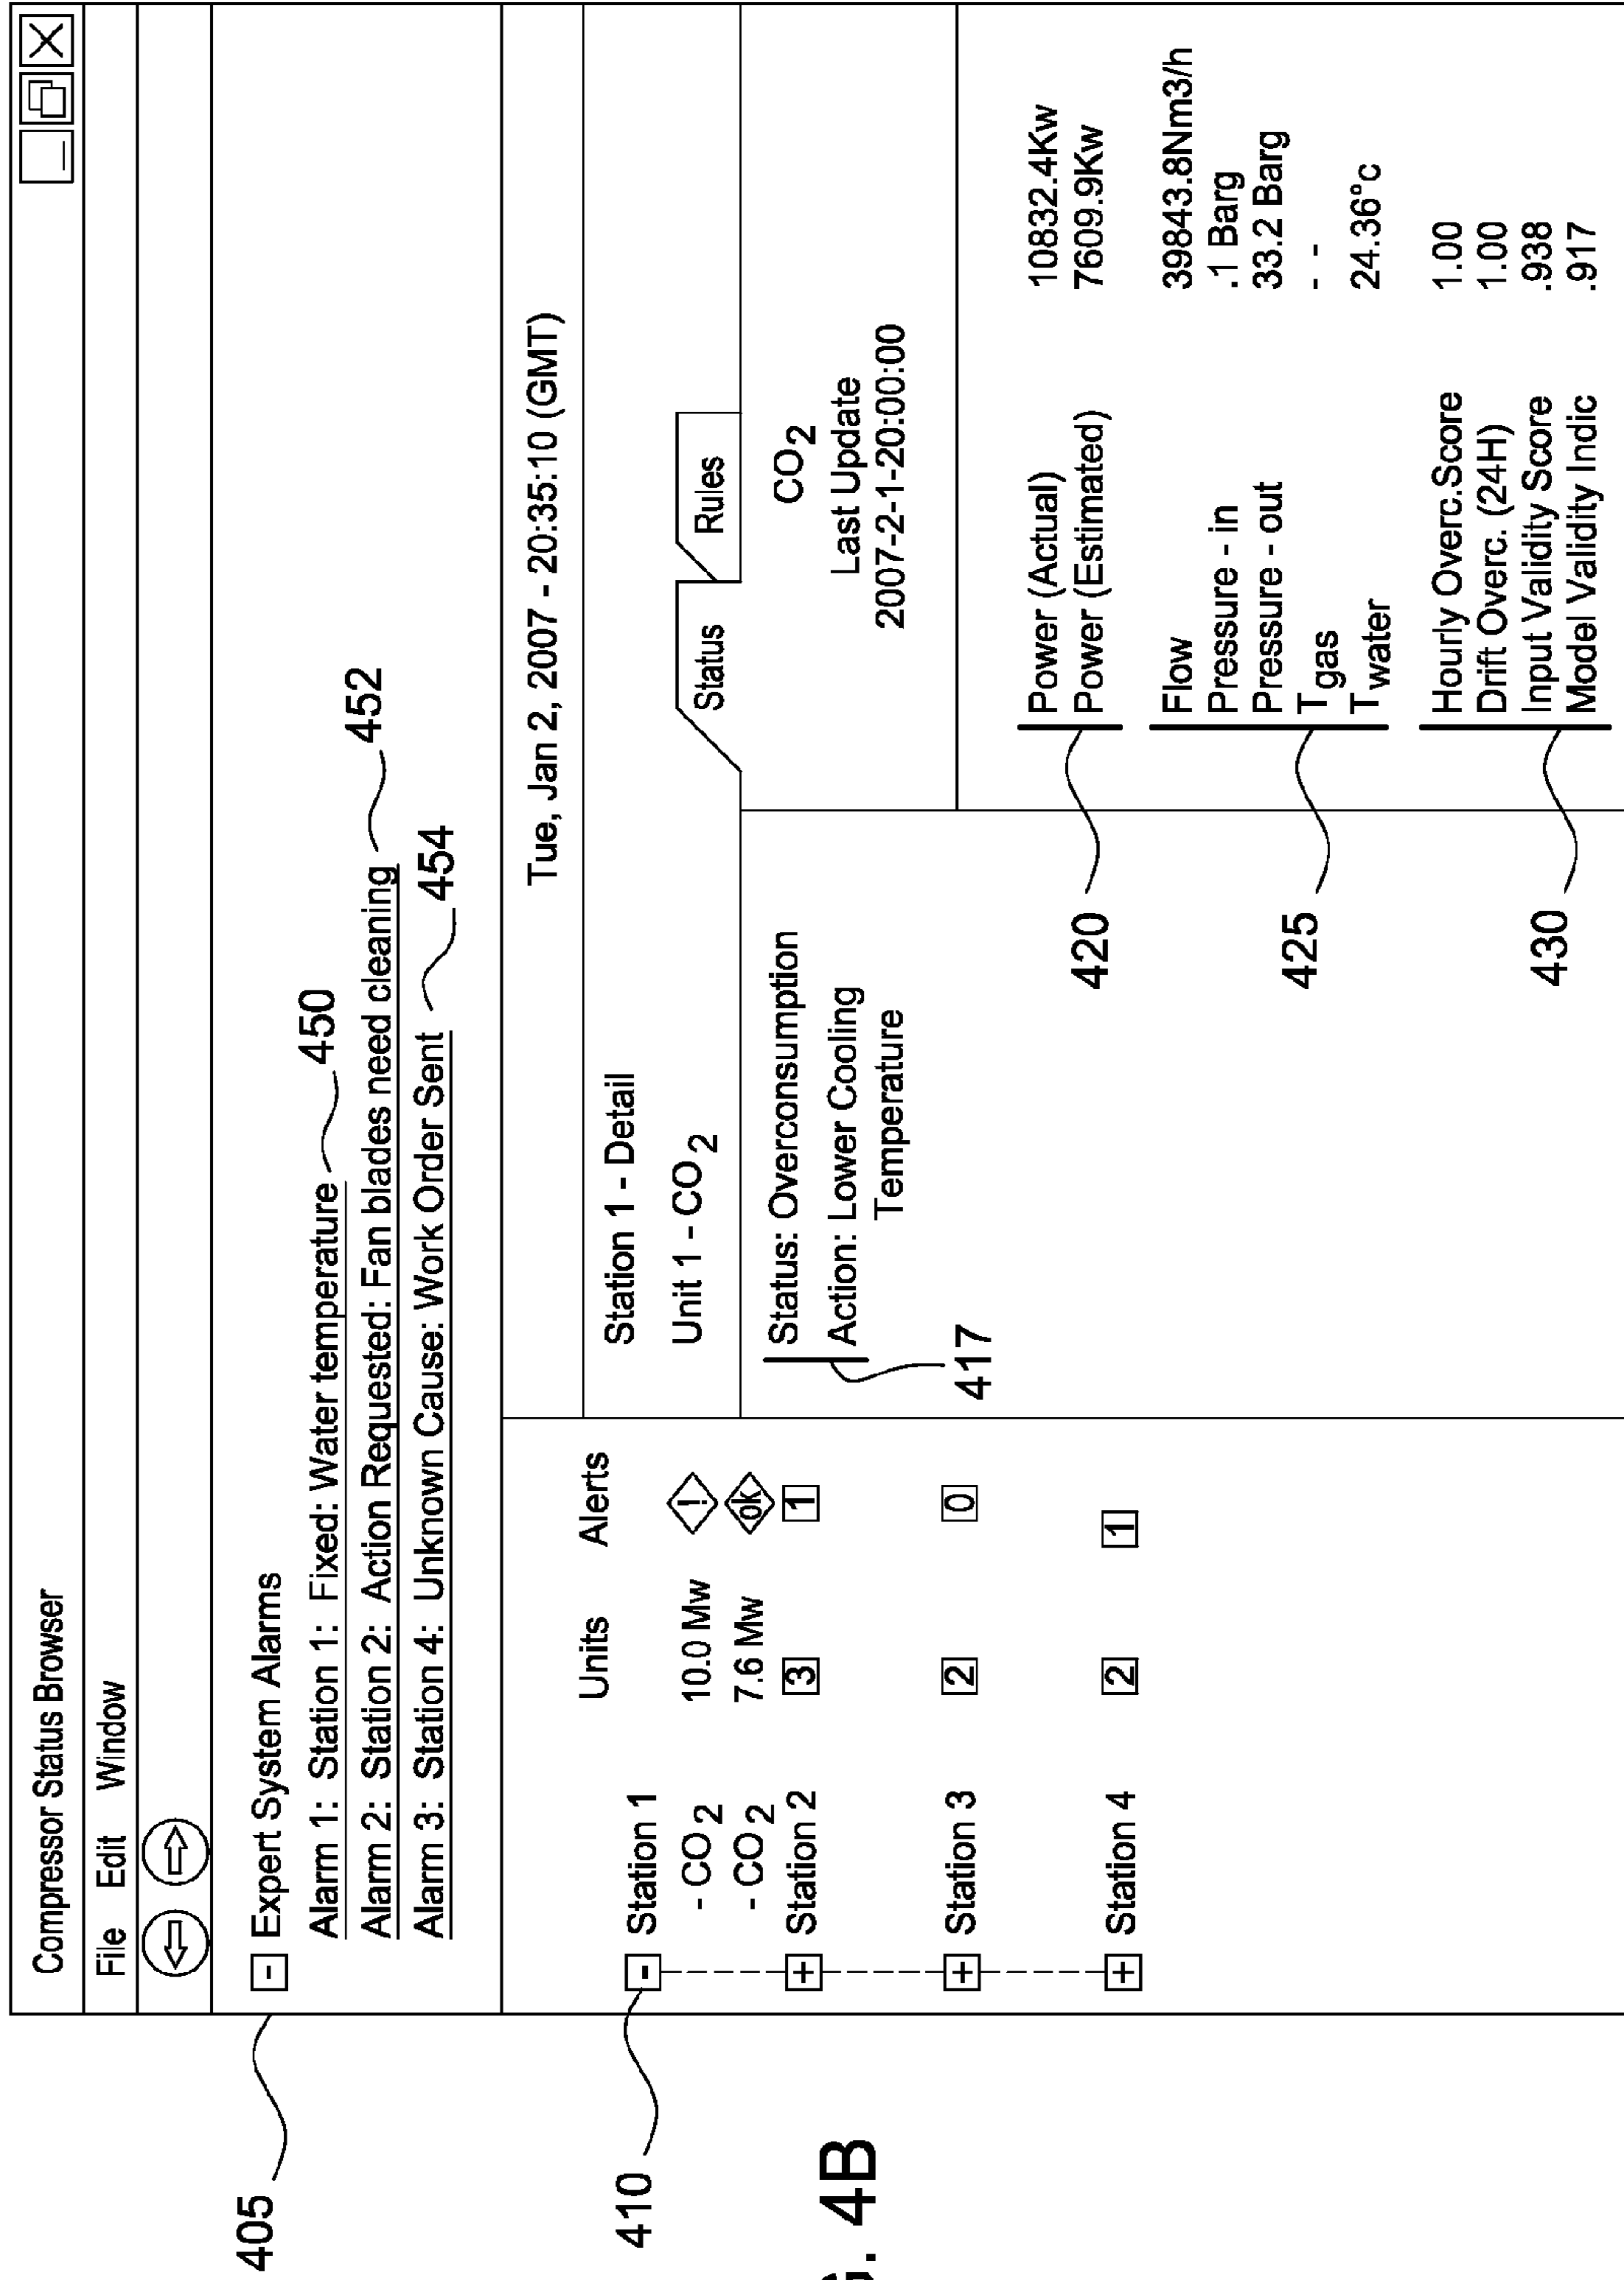 Compressor Status Browser
File Edit Window
405
- Expert System Alarms
Alarm 1: Station 1: Fixed: Water temperature 450
Alarm 2: Station 2: Action Requested: Fan blades need cleaning 452
Alarm 3: Station 4: Unknown Cause: Work Order Sent 454
Tue, Jan 2, 2007 - 20:35:10 (GMT)
Units Alerts
410
- Station 1
- CO2 10.0 Mw !
- CO2 7.6 Mw ok
+ Station 2 3 1
+ Station 3 2 0
+ Station 4 2 1
Station 1 - Detail
Unit 1 - CO2
Status Rules
Status: Overconsumption
Action: Lower Cooling
Temperature
417
CO2
Last Update
2007-2-1-20:00:00
420
Power (Actual) 10832.4Kw
Power (Estimated) 7609.9Kw
425
Flow 39843.8Nm3/h
Pressure - in .1 Barg
Pressure - out 33.2 Barg
T gas - -
T water 24.36°c
430
Hourly Overc.Score 1.00
Drift Overc. (24H) 1.00
Input Validity Score .938
Model Validity Indic .917
G. 4B